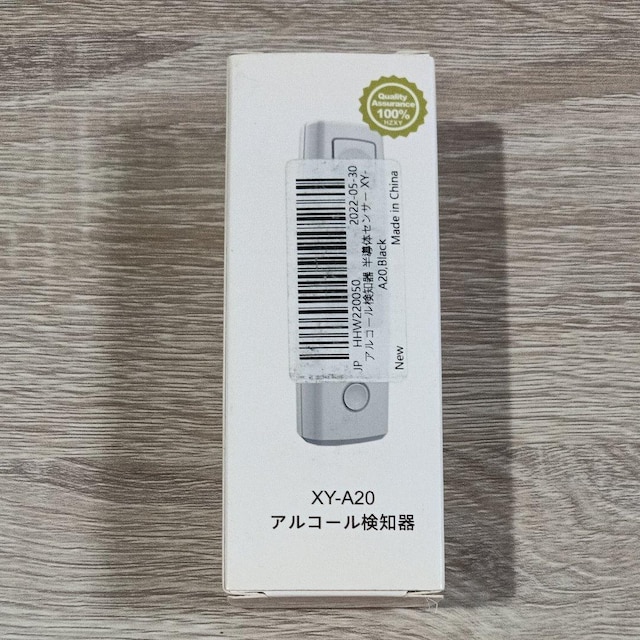 Quality
Assurance
100%
HZXY
JP HHW220050 2022-05-30
アルコール検知器 半導体センサー XY-
A20,Black
New Made in China
XY-A20
アルコール検知器